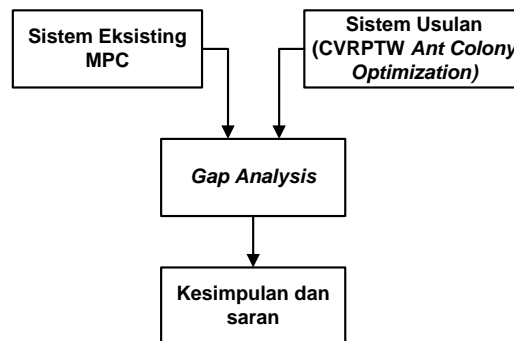 Sistem Eksisting
MPC
Sistem Usulan
(CVRPTW Ant Colony
Optimization)
Gap Analysis
Kesimpulan dan
saran